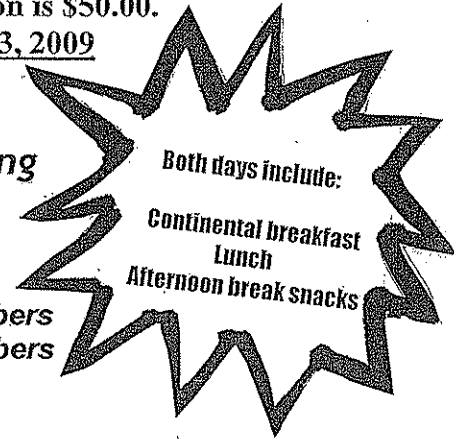 on is $50.00.
3, 2009
ng
Both days include:
Continental breakfast
Lunch
Afternoon break snacks
bers
bers